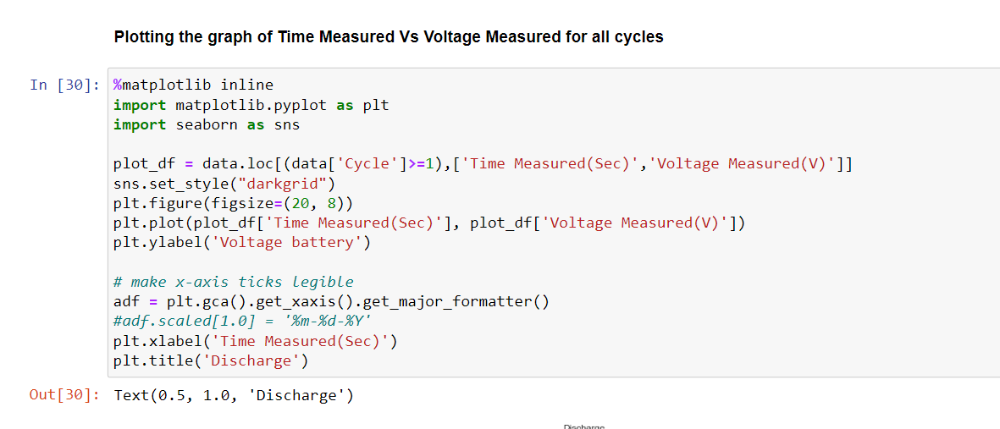 Plotting the graph of Time Measured Vs Voltage Measured for all cycles
In [30]: %matplotlib inline
import matplotlib.pyplot as plt
import seaborn as sns
plot_df = data.loc[(data['Cycle']>=1),['Time Measured(Sec)','Voltage Measured(V)']]
sns.set_style("darkgrid")
plt.figure(figsize=(20, 8))
plt.plot(plot_df['Time Measured(Sec)'], plot_df['Voltage Measured(V)'])
plt.ylabel('Voltage battery')
# make x-axis ticks legible
adf = plt.gca().get_xaxis().get_major_formatter()
#adf.scaled[1.0] = '%m-%d-%Y'
plt.xlabel('Time Measured(Sec)')
plt.title('Discharge')
Out[30]: Text(0.5, 1.0, 'Discharge')
Discharge